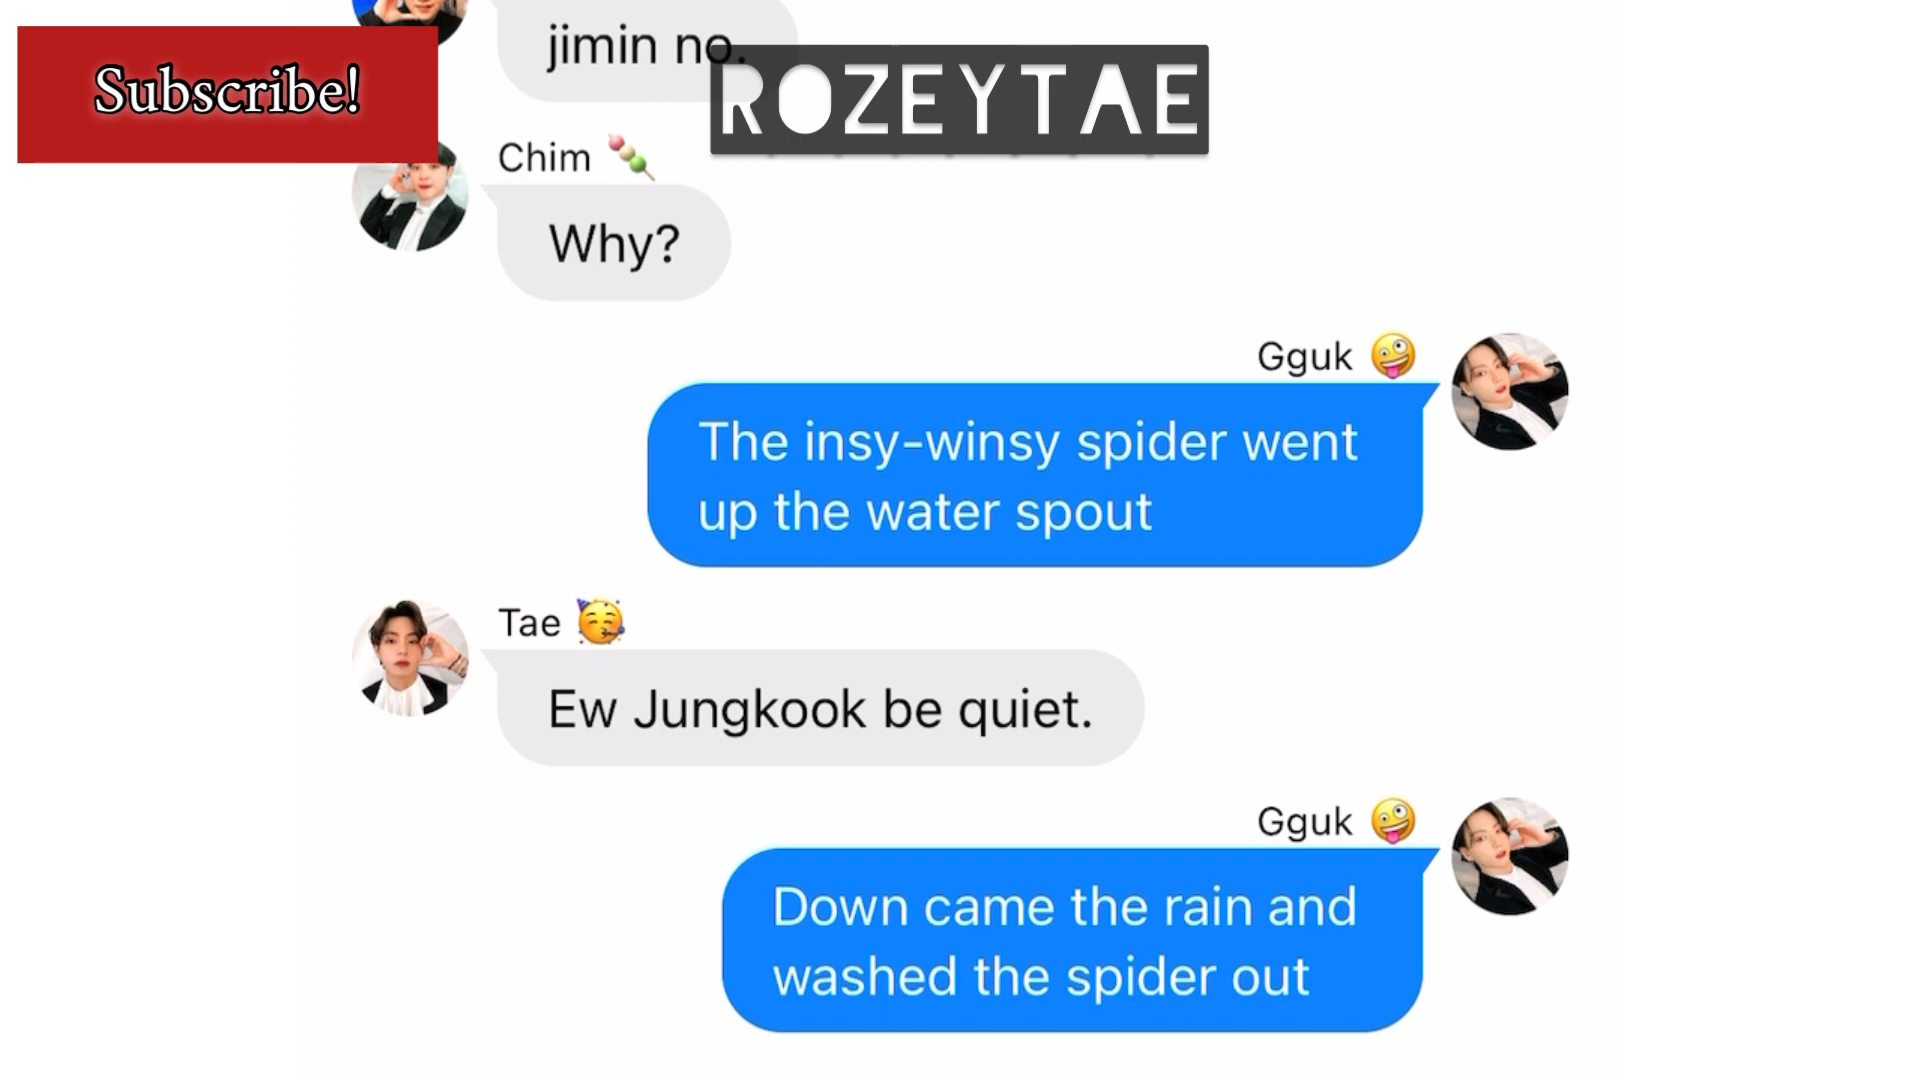 jimin no.
Subscribe!
ROZEYTAE
Chim
Why?
Gguk
The insy-winsy spider went
up the water spout
Tae
Ew Jungkook be quiet.
Gguk
Down came the rain and
washed the spider out